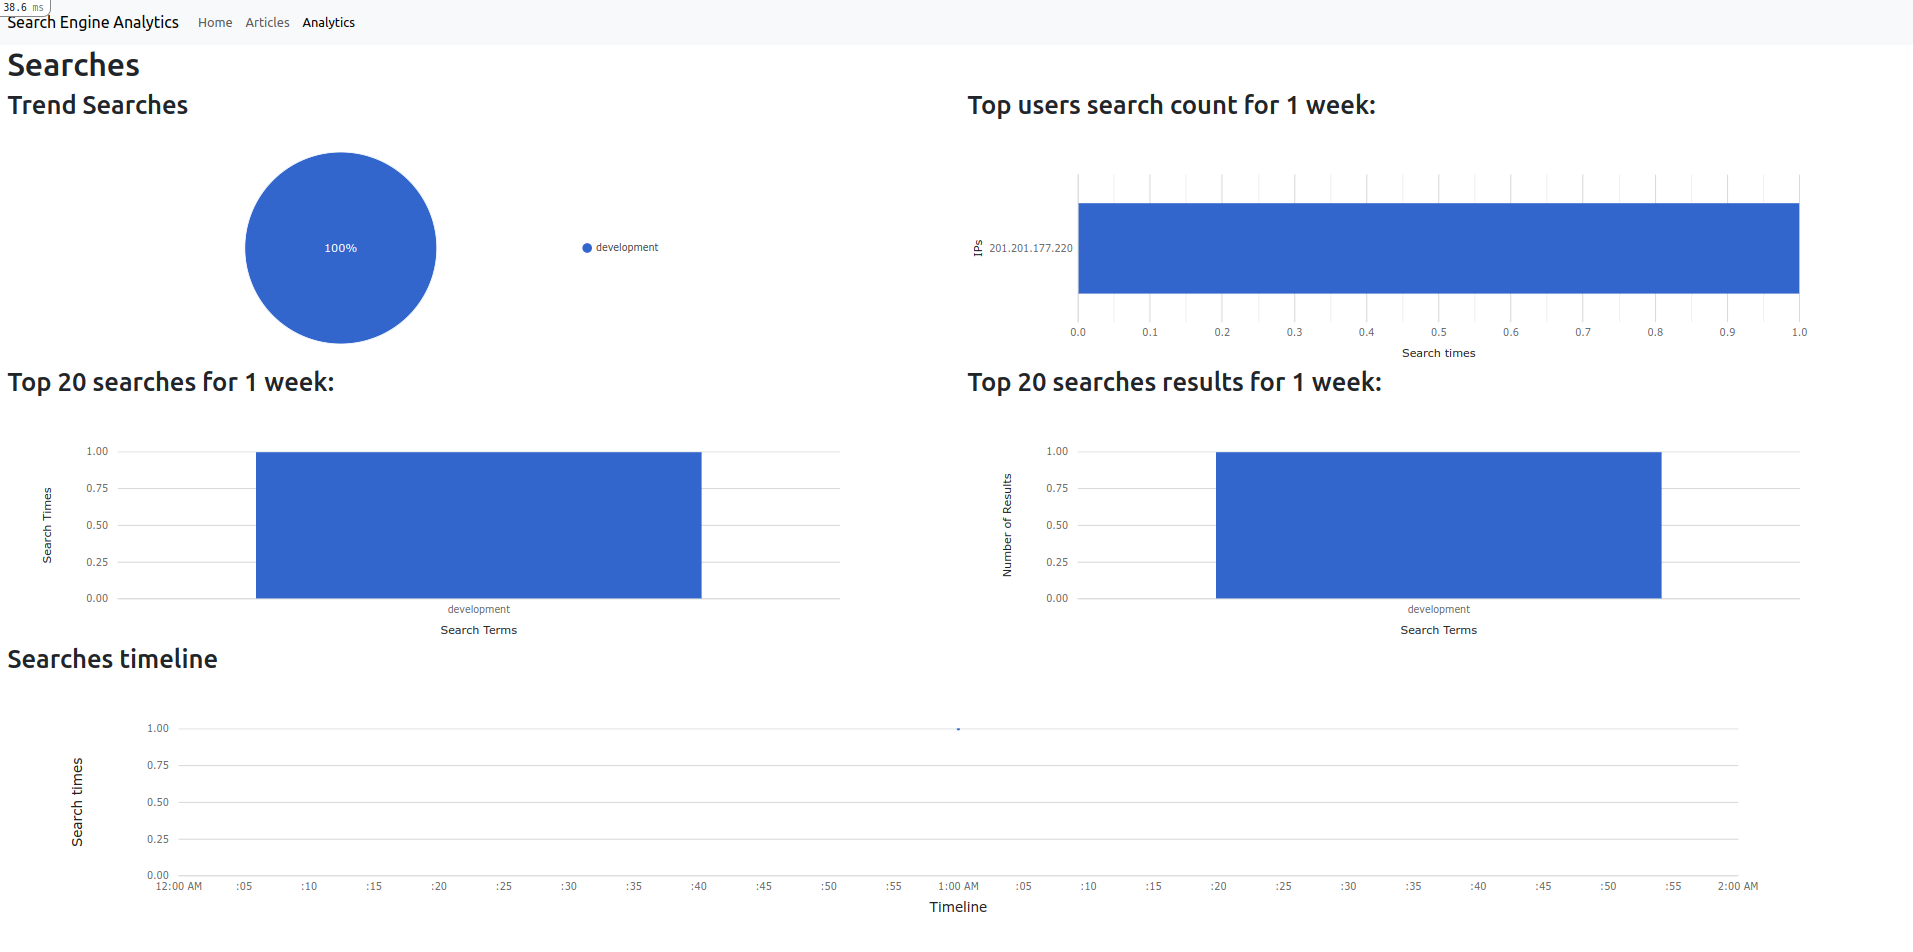 38.6 ms
Search Engine Analytics Home Articles Analytics
Searches
Trend Searches
100%
development
Top users search count for 1 week:
IPs
201.201.177.220
0.0 0.1 0.2 0.3 0.4 0.5 0.6 0.7 0.8 0.9 1.0
Search times
Top 20 searches for 1 week:
Search Times
1.00
0.75
0.50
0.25
0.00
development
Search Terms
Top 20 searches results for 1 week:
Number of Results
1.00
0.75
0.50
0.25
0.00
development
Search Terms
Searches timeline
Search times
1.00
0.75
0.50
0.25
0.00
12:00 AM :05 :10 :15 :20 :25 :30 :35 :40 :45 :50 :55 1:00 AM :05 :10 :15 :20 :25 :30 :35 :40 :45 :50 :55 2:00 AM
Timeline